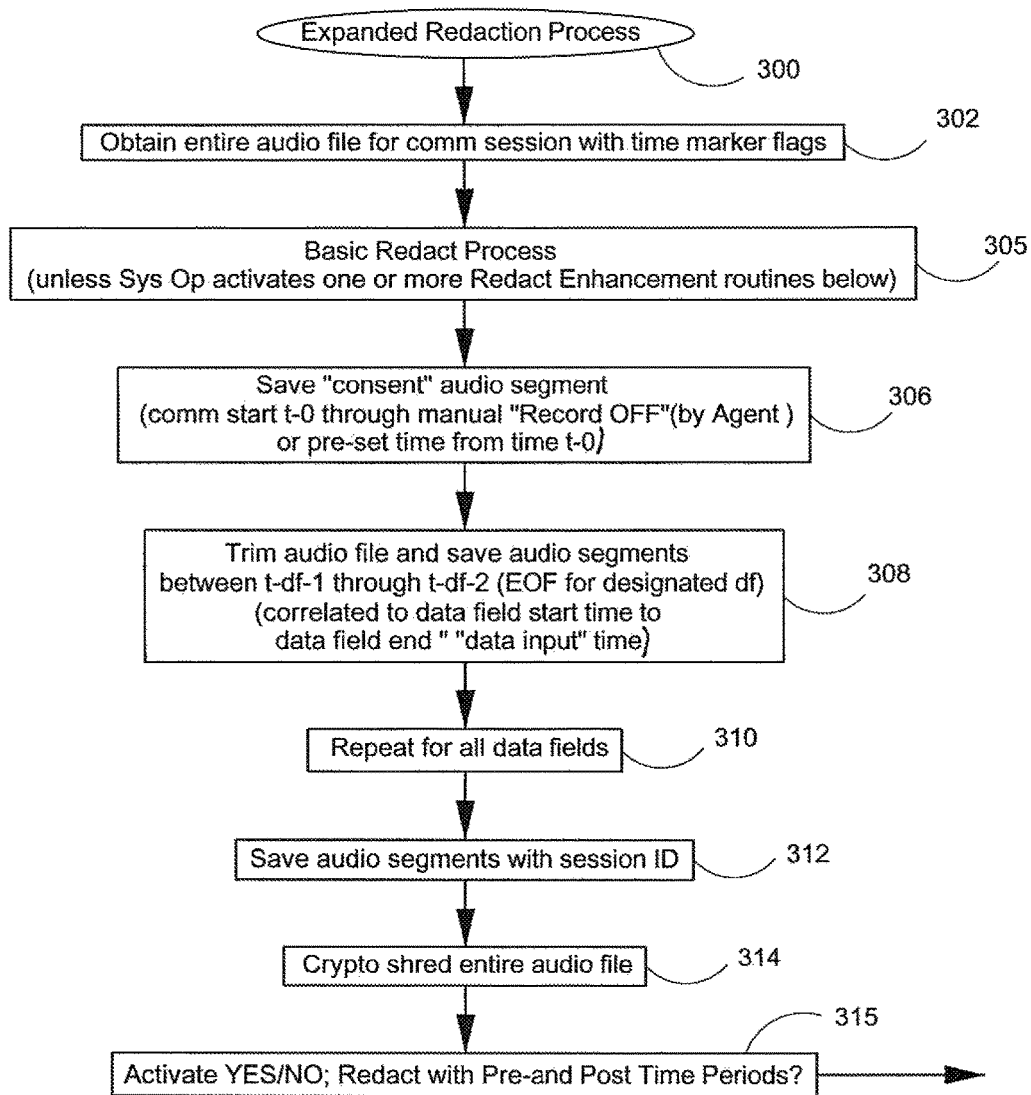 Expanded Redaction Process
300
Obtain entire audio file for comm session with time marker flags
302
Basic Redact Process
(unless Sys Op activates one or more Redact Enhancement routines below)
305
Save "consent" audio segment
(comm start t-0 through manual "Record OFF"(by Agent )
or pre-set time from time t-0)
306
Trim audio file and save audio segments
between t-df-1 through t-df-2 (EOF for designated df)
(correlated to data field start time to
data field end " "data input" time)
308
Repeat for all data fields
310
Save audio segments with session ID
312
Crypto shred entire audio file
314
315
Activate YES/NO; Redact with Pre-and Post Time Periods?